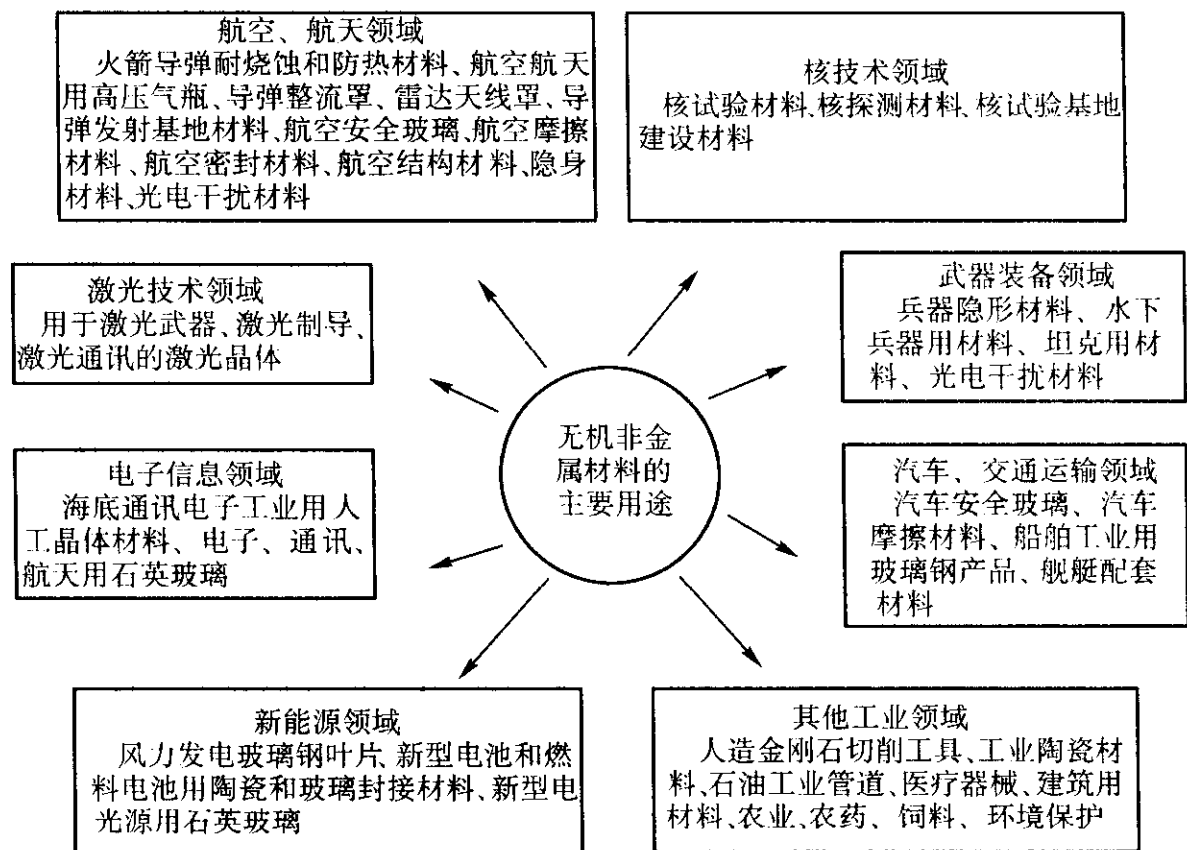 航空、航天领域
火箭导弹耐烧蚀和防热材料、航空航天
用高压气瓶、导弹整流罩、雷达天线罩、导
弹发射基地材料、航空安全玻璃、航空摩擦
材料、航空密封材料、航空结构材料、隐身
材料、光电干扰材料
核技术领域
核试验材料、核探测材料、核试验基地
建设材料
激光技术领域
用于激光武器、激光制导、
激光通讯的激光晶体
武器装备领域
兵器隐形材料、水下
兵器用材料、坦克用材
料、光电干扰材料
无机非金
属材料的
主要用途
电子信息领域
海底通讯电子工业用人
工晶体材料、电子、通讯、
航天用石英玻璃
汽车、交通运输领域
汽车安全玻璃、汽车
摩擦材料、船舶工业用
玻璃钢产品、舰艇配套
材料
新能源领域
风力发电玻璃钢叶片、新型电池和燃
料电池用陶瓷和玻璃封接材料、新型电
光源用石英玻璃
其他工业领域
人造金刚石切削工具、工业陶瓷材
料、石油工业管道、医疗器械、建筑用
材料、农业、农药、饲料、环境保护